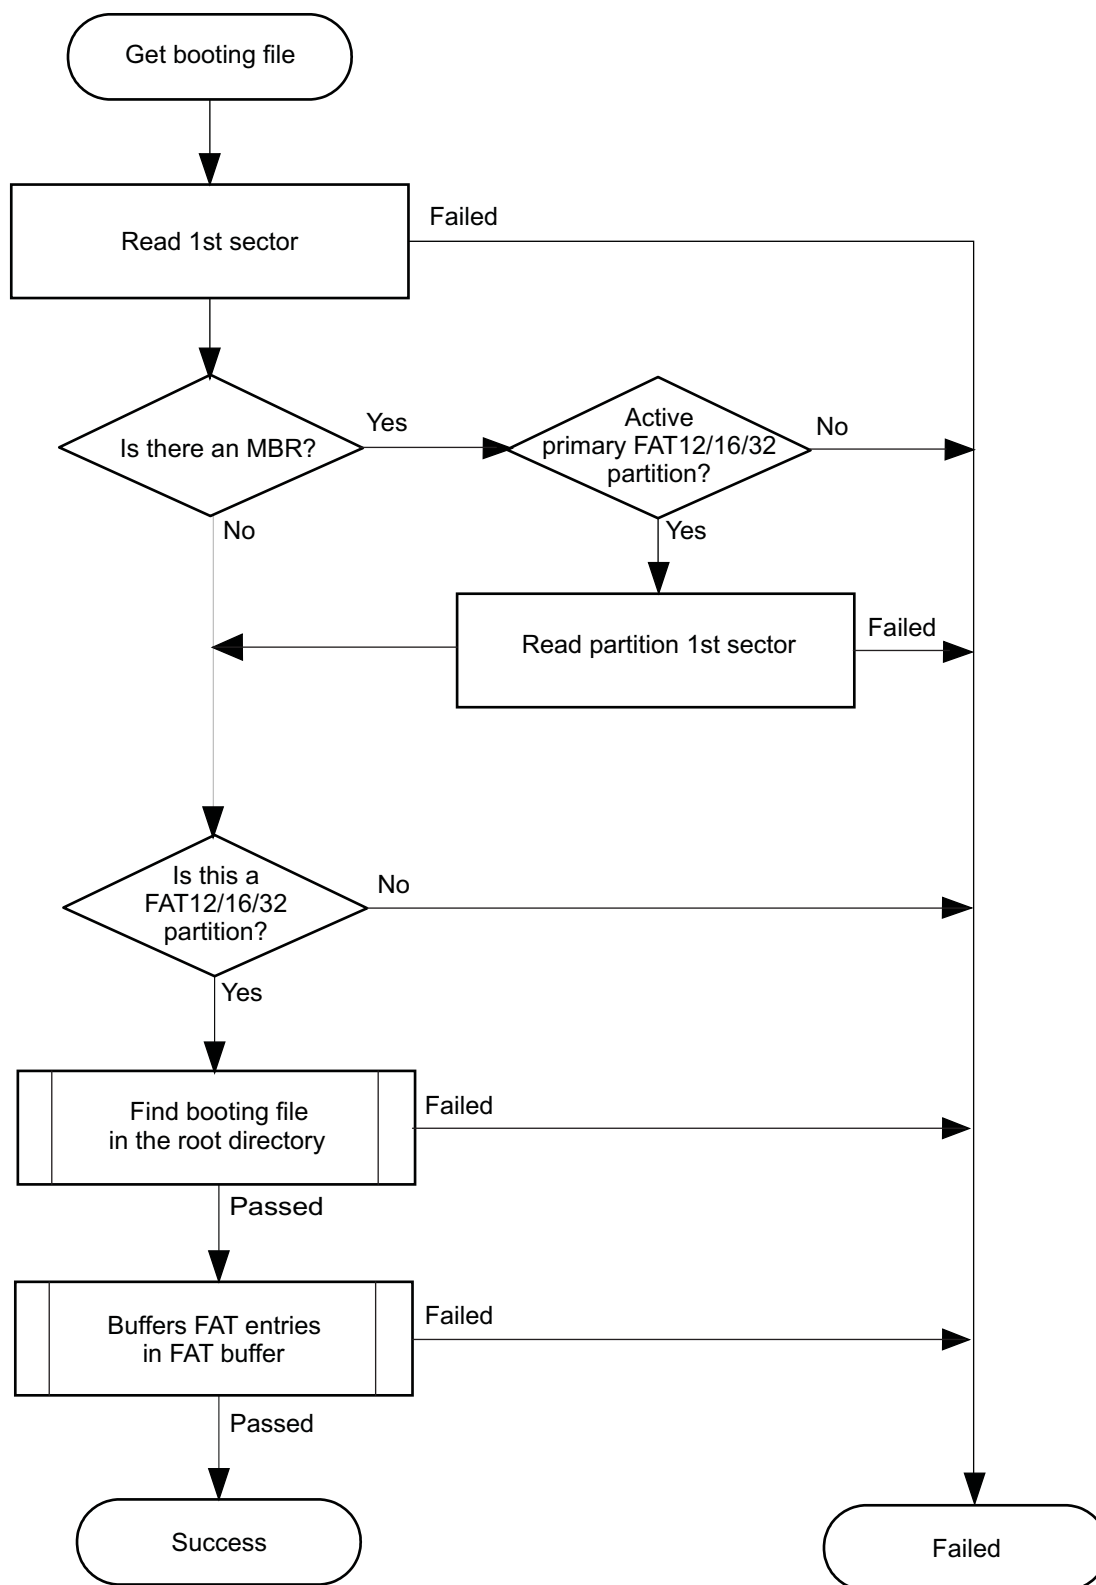 Get booting file
Read 1st sector
Failed
Is there an MBR?
Yes
Active
primary FAT12/16/32
partition?
No
No
Yes
Read partition 1st sector
Failed
Is this a
FAT12/16/32
partition?
No
Yes
Find booting file
in the root directory
Failed
Passed
Buffers FAT entries
in FAT buffer
Failed
Passed
Success
Failed